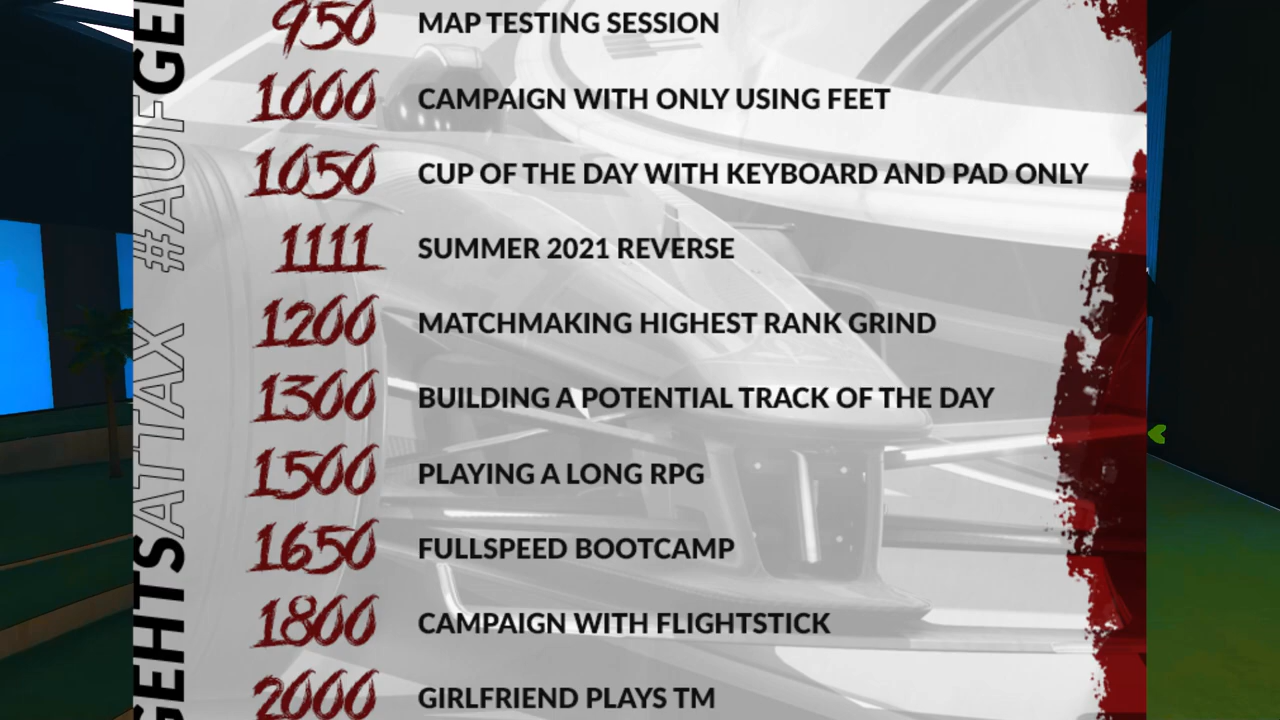 950 MAP TESTING SESSION
1000 CAMPAIGN WITH ONLY USING FEET
1050 CUP OF THE DAY WITH KEYBOARD AND PAD ONLY
1111 SUMMER 2021 REVERSE
1200 MATCHMAKING HIGHEST RANK GRIND
1300 BUILDING A POTENTIAL TRACK OF THE DAY
1500 PLAYING A LONG RPG
1650 FULLSPEED BOOTCAMP
1800 CAMPAIGN WITH FLIGHTSTICK
2000 GIRLFRIEND PLAYS TM
GEHTSATTAX #AUFGE